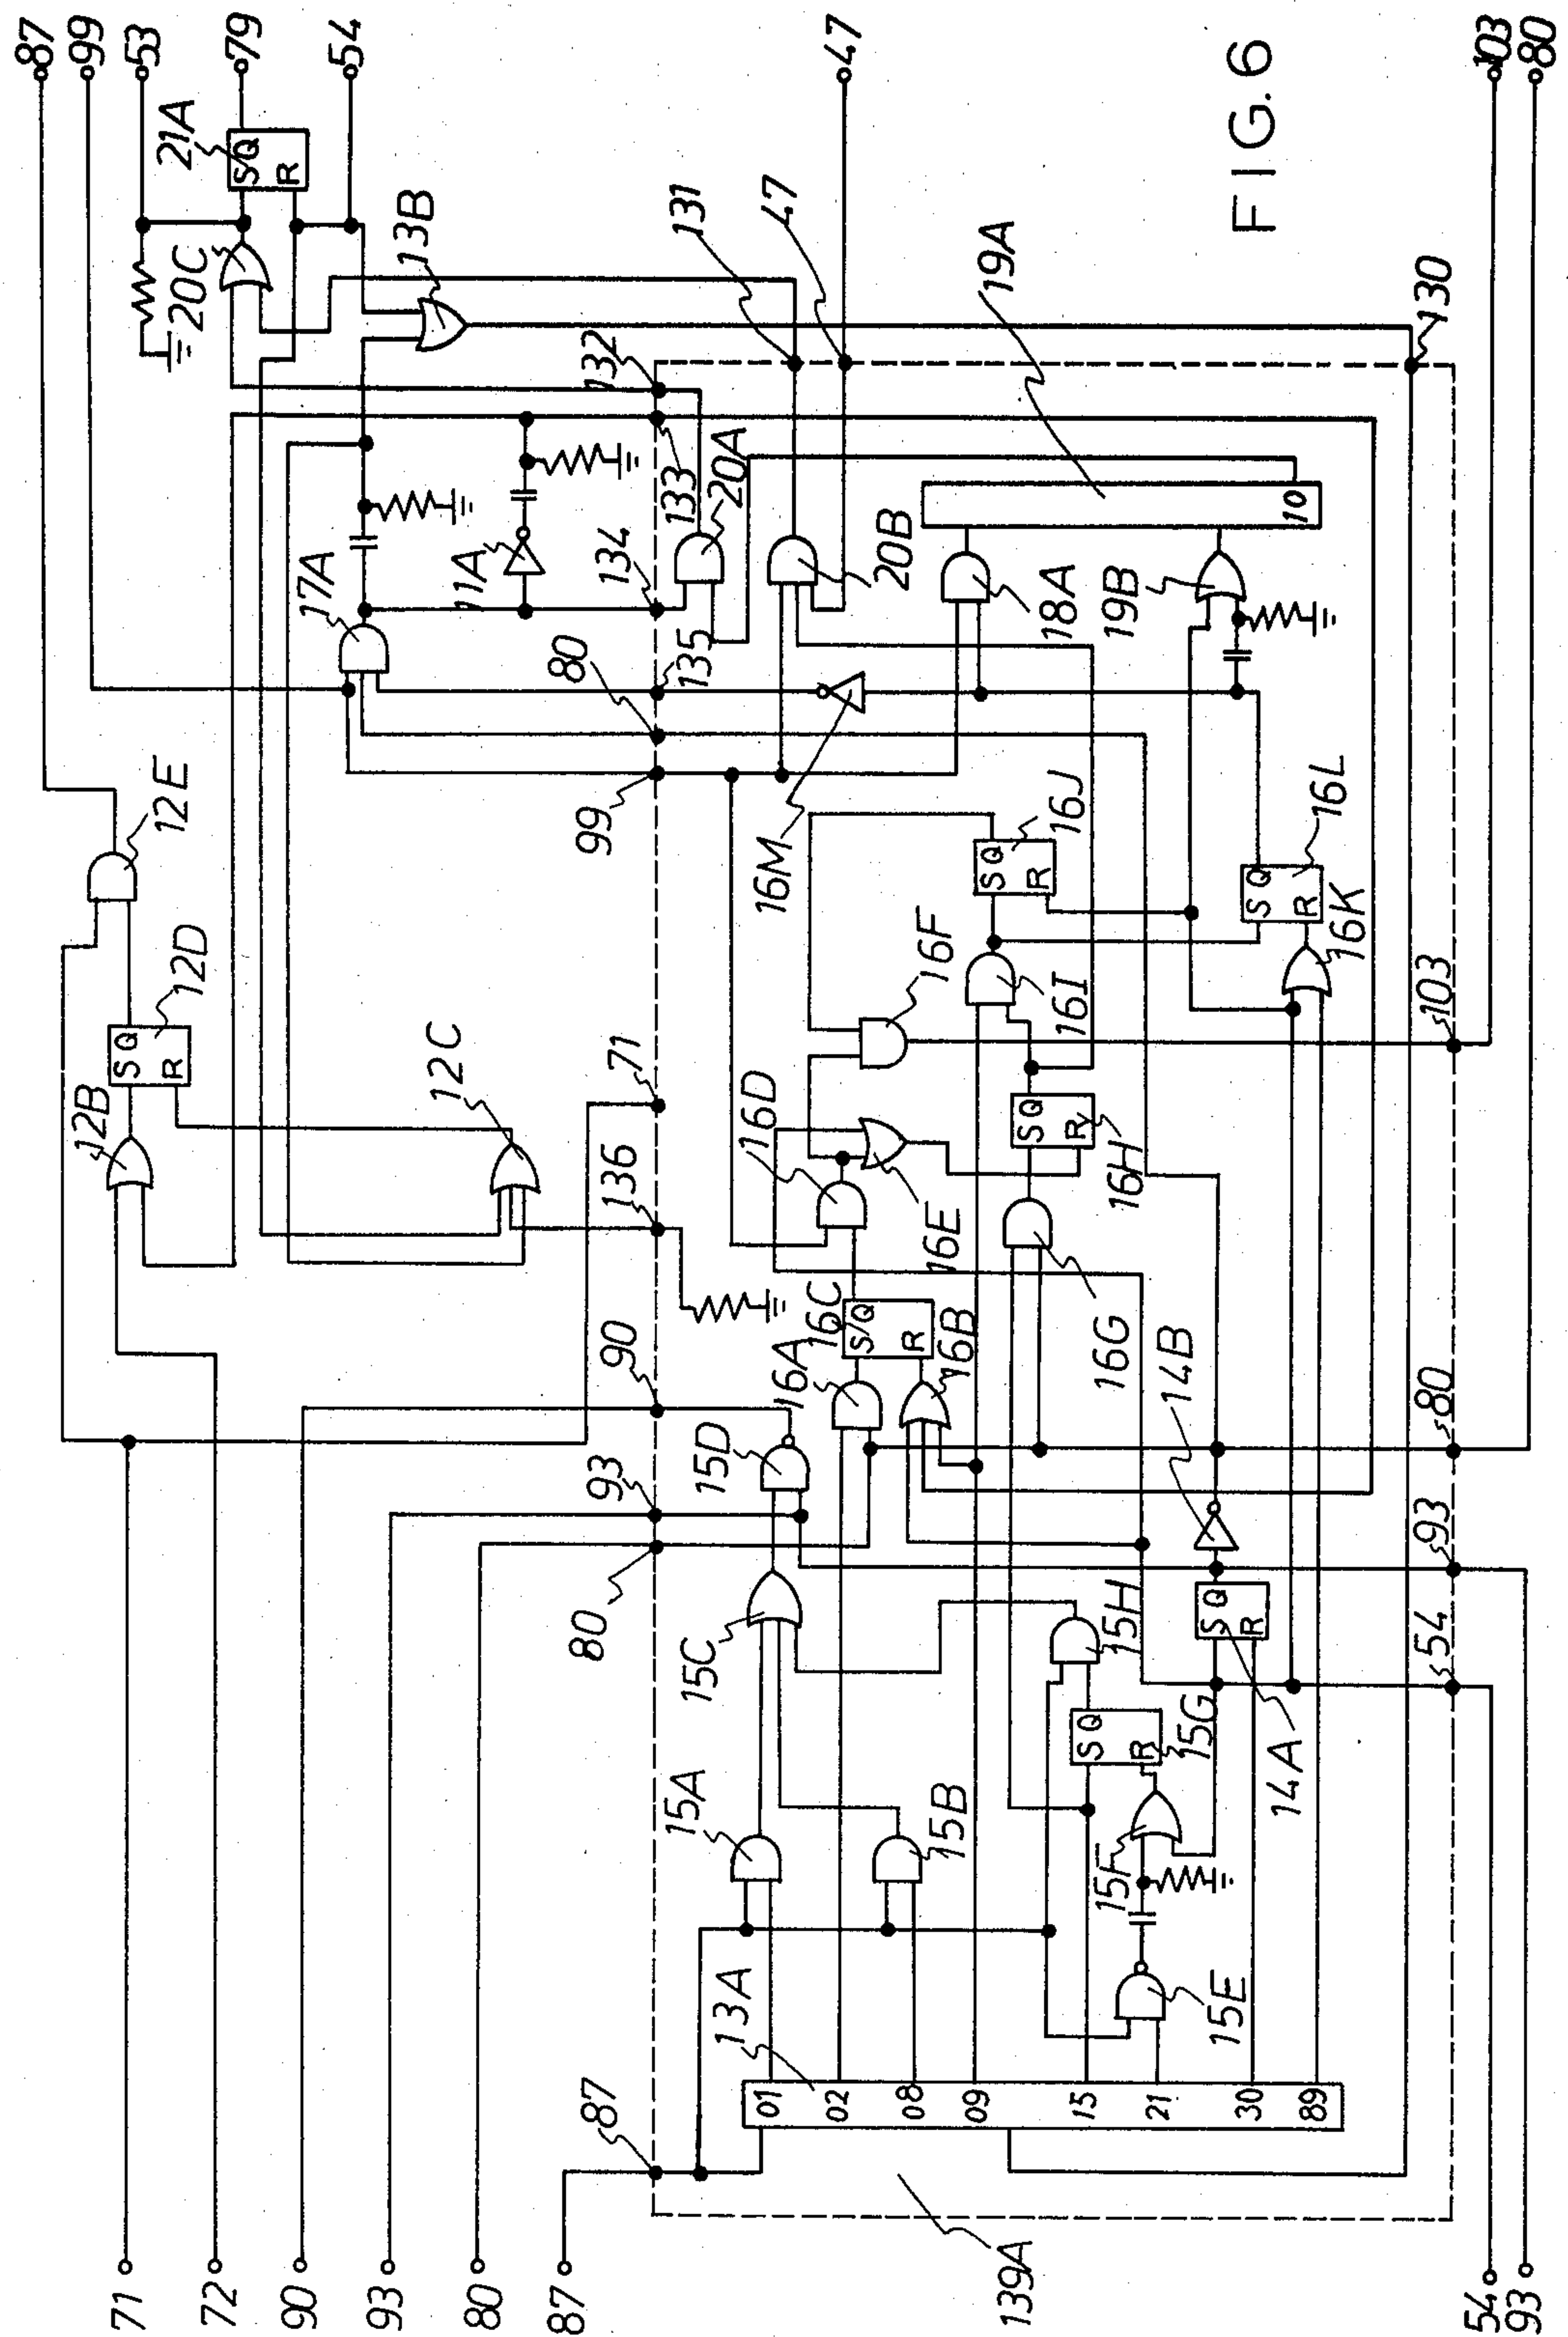 87
99
53
79
54
21A
S Q
R
20C
13B
12E
12D
S Q
R
12B
12C
17A
11A
71
72
90
93
80
87
87
80
93
90
136
71
99
80
135
134
133
132
131
47
47
20A
20B
18A
19A
19B
10
16M
16J
S Q
R
16L
S Q
R
16K
16F
16I
16D
16E
16H
S Q
R
16C
S Q
R
16A
16B
16G
15D
15C
15A
15B
15H
15G
S Q
R
15F
15E
14B
14A
S Q
R
13A
01
02
08
09
15
21
30
89
139A
54
93
80
103
130
54
93
103
80
FIG. 6